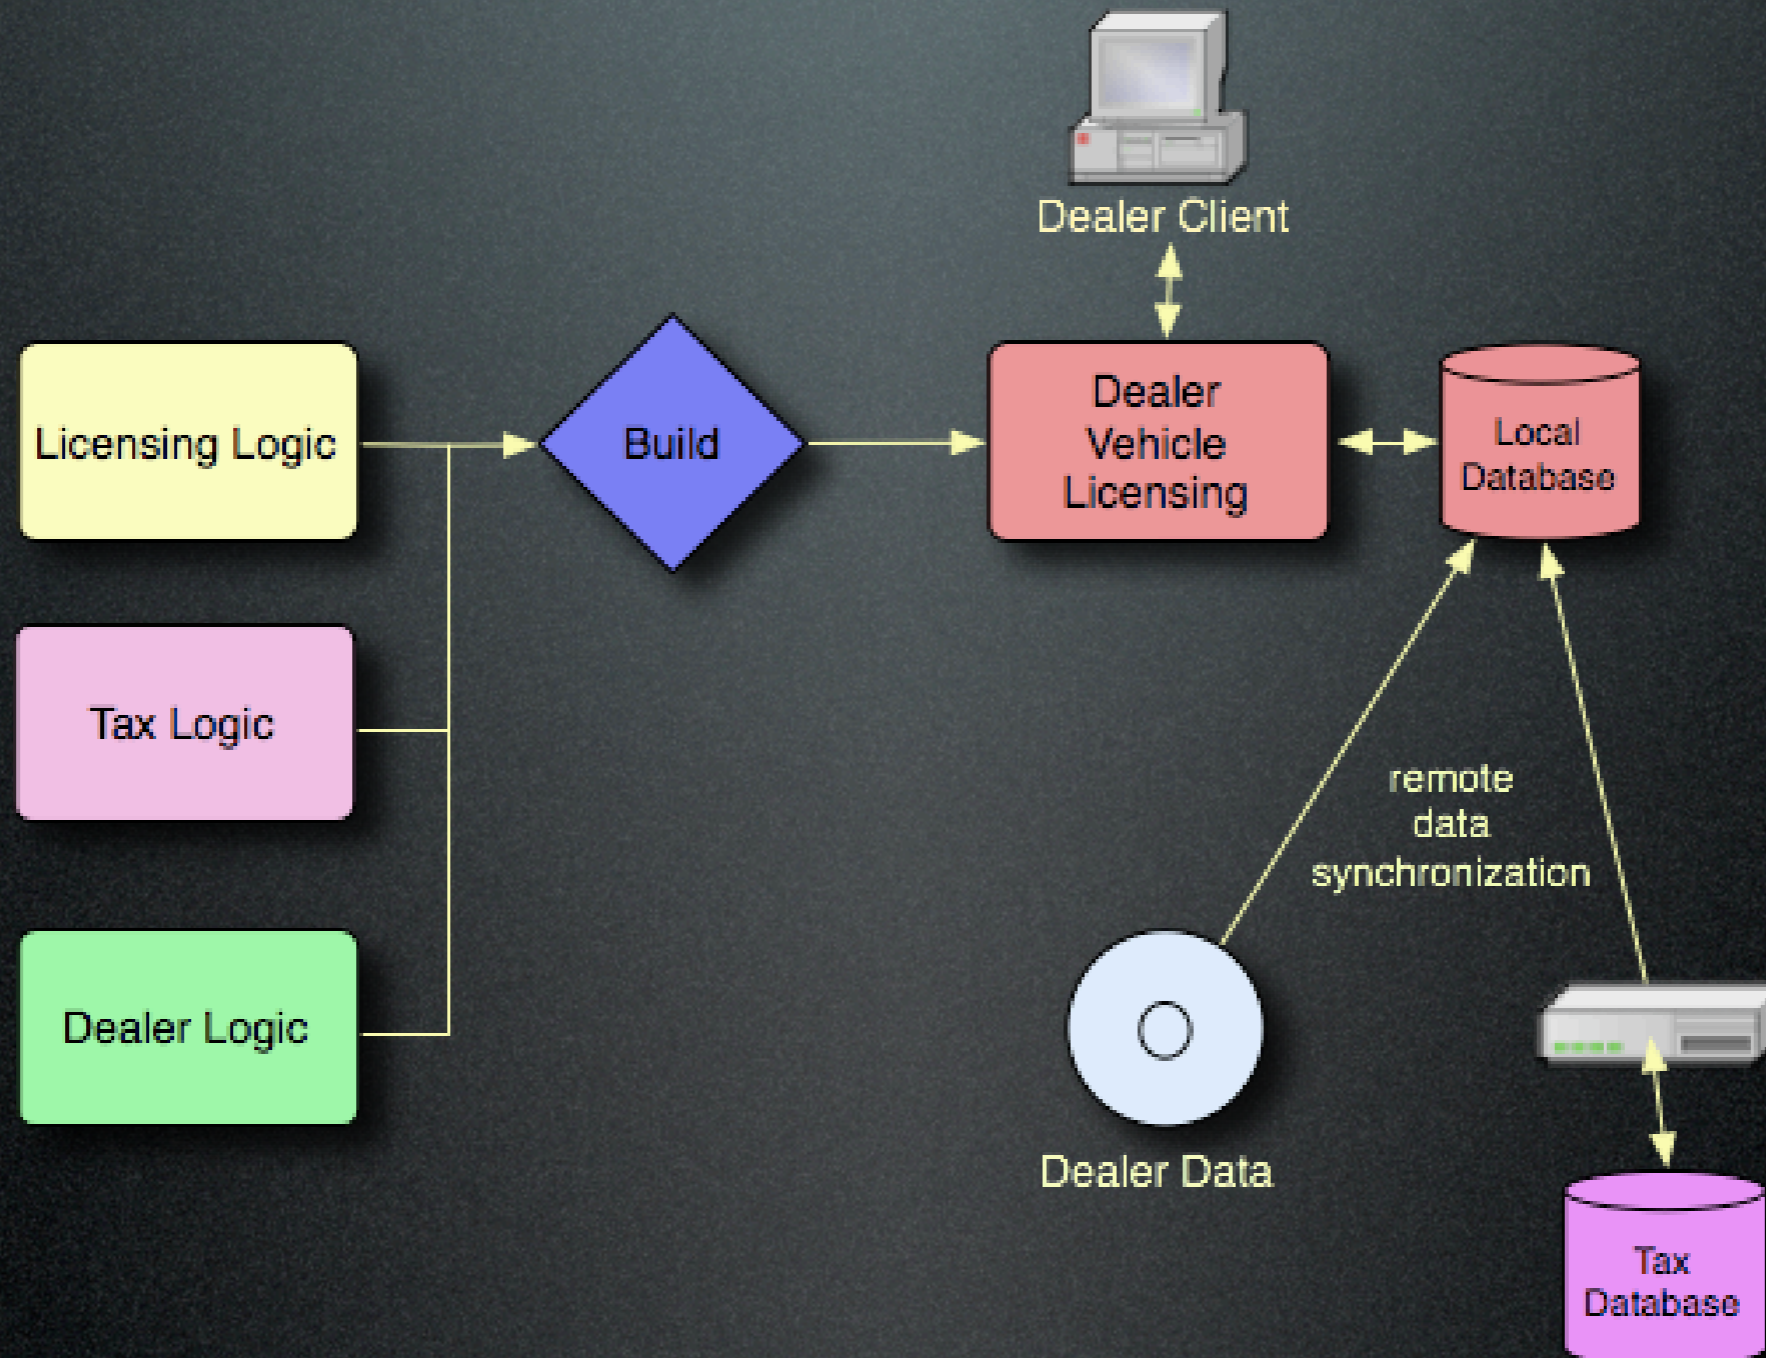 Dealer Client
Licensing Logic
Build
Dealer
Vehicle
Licensing
Local
Database
Tax Logic
remote
data
synchronization
Dealer Logic
Dealer Data
Tax
Database